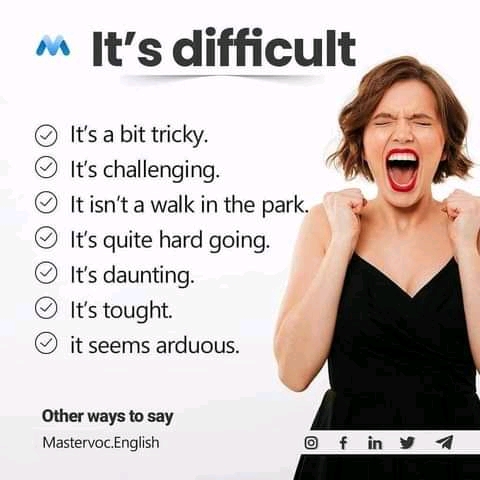 It's difficult
It's a bit tricky.
It's challenging.
It isn't a walk in the park.
It's quite hard going.
It's daunting.
It's tought.
it seems arduous.
Other ways to say
Mastervoc.English